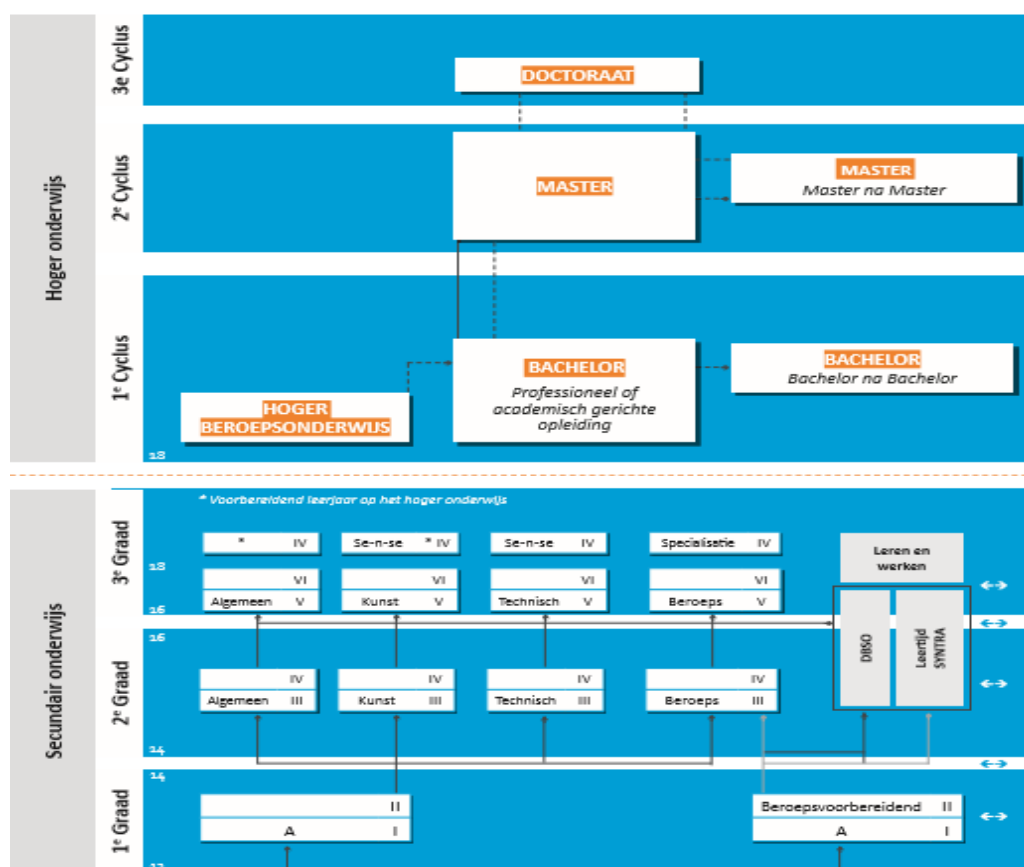 Hoger onderwijs
3e Cyclus
DOCTORAAT
2e Cyclus
MASTER
MASTER
Master na Master
1e Cyclus
BACHELOR
Professioneel of
academisch gerichte
opleiding
BACHELOR
Bachelor na Bachelor
HOGER
BEROEPSONDERWIJS
18
Secundair onderwijs
3e Graad
* Voorbereidend leerjaar op het hoger onderwijs
* IV
Se-n-se * IV
Se-n-se IV
Specialisatie IV
Leren en
werken
18
VI
VI
VI
VI
Algemeen V
Kunst V
Technisch V
Beroeps V
16
2e Graad
16
DBSO
Leertijd
SYNTRA
IV
IV
IV
IV
Algemeen III
Kunst III
Technisch III
Beroeps III
14
1e Graad
14
II
Beroepsvoorbereidend II
A I
A I